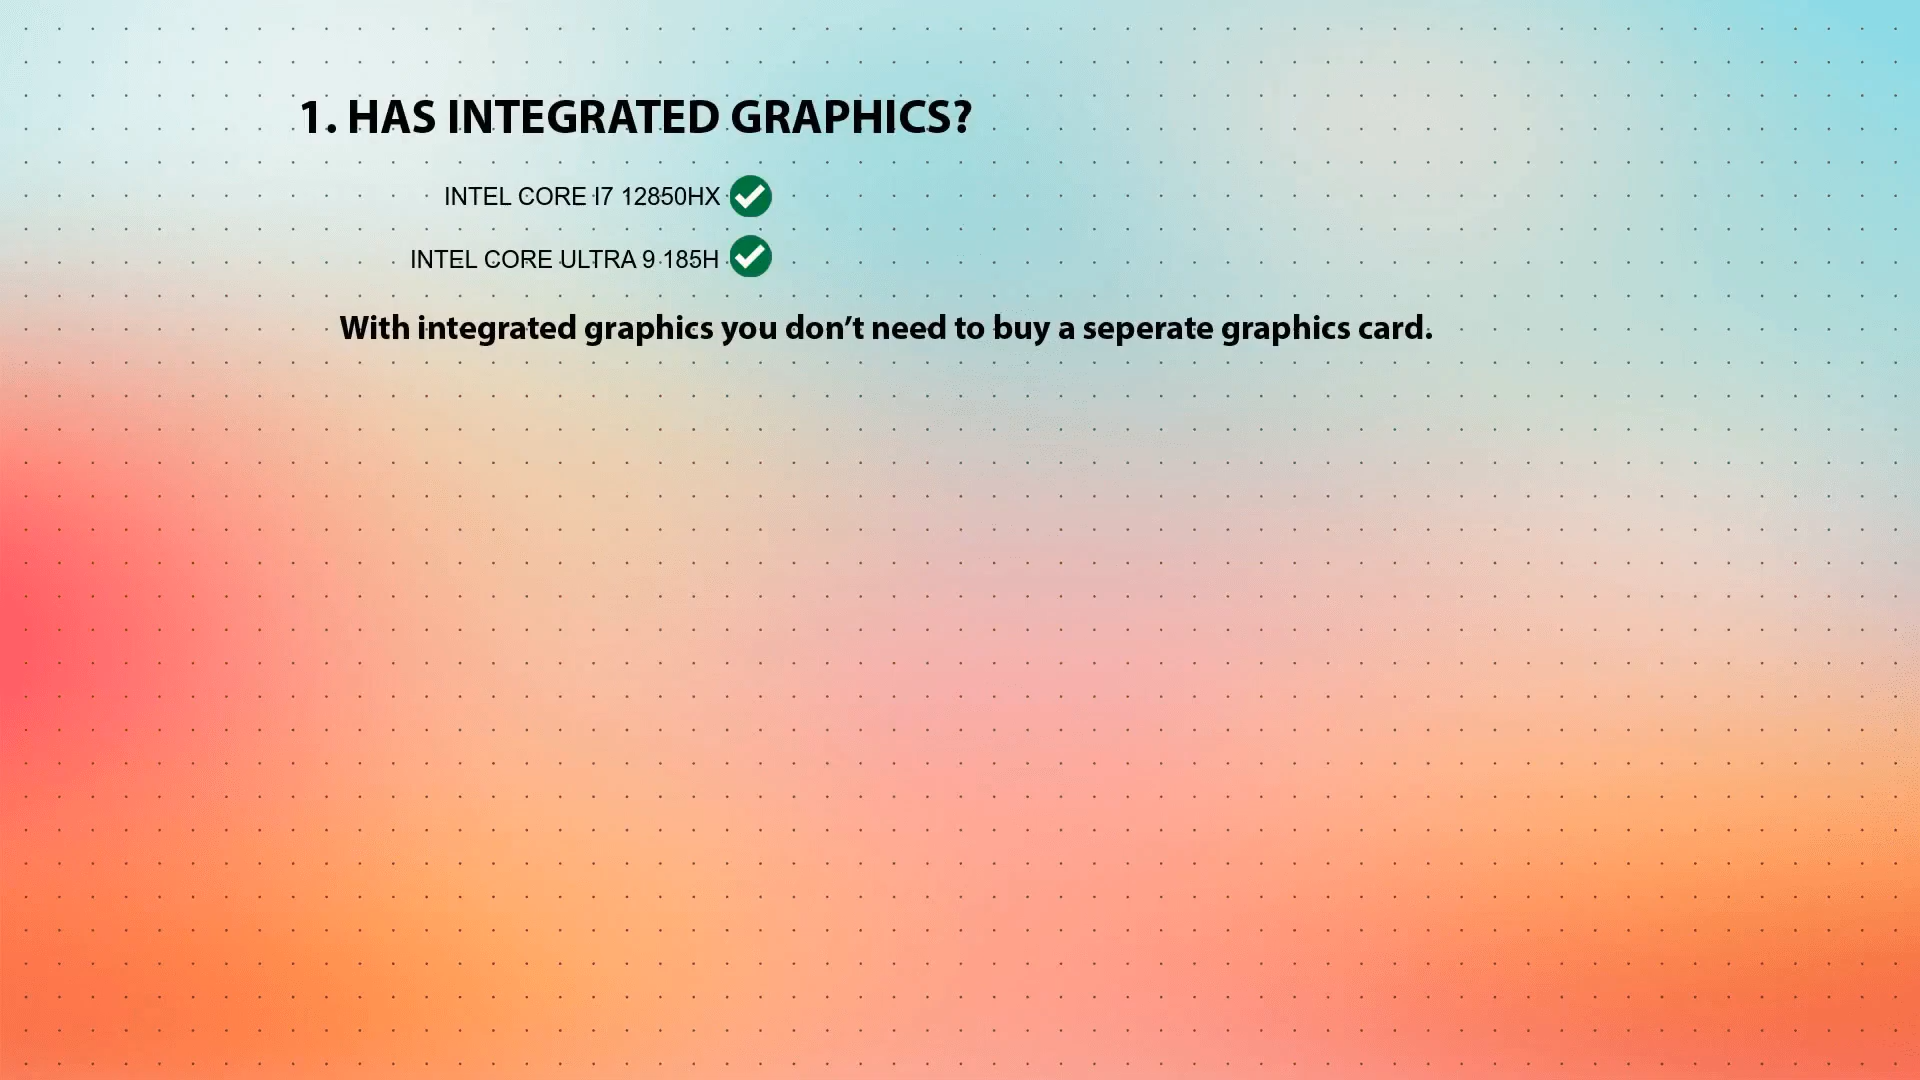 1. HAS INTEGRATED GRAPHICS?
INTEL CORE I7 12850HX
INTEL CORE ULTRA 9 185H
With integrated graphics you don’t need to buy a seperate graphics card.